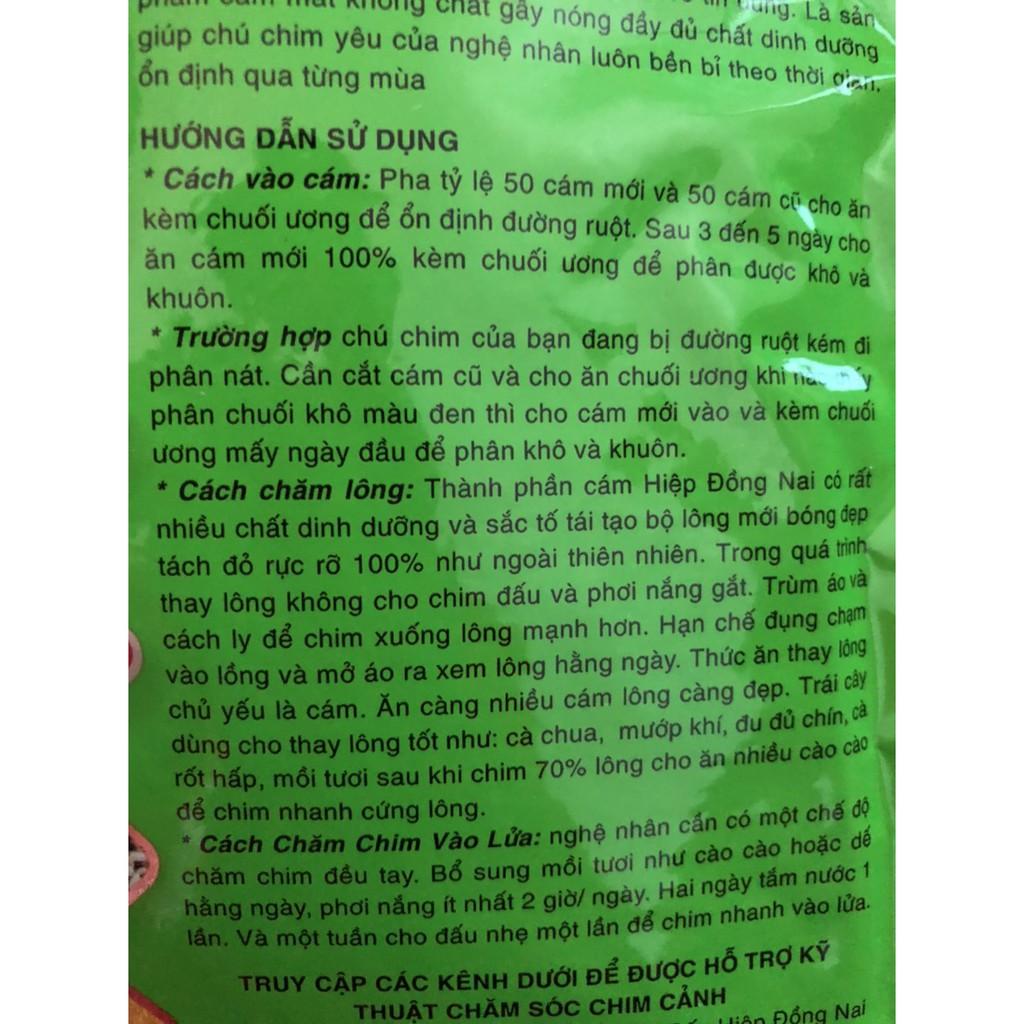 không chất gây nóng đầy đủ chất dinh dưỡng. Là sản
giúp chú chim yêu của nghệ nhân luôn bền bỉ theo thời gian,
ổn định qua từng mùa
HƯỚNG DẪN SỬ DỤNG
* Cách vào cám: Pha tỷ lệ 50 cám mới và 50 cám cũ cho ăn
kèm chuối ương để ổn định đường ruột. Sau 3 đến 5 ngày cho
ăn cám mới 100% kèm chuối ương để phân được khô và
khuôn.
* Trường hợp chú chim của bạn đang bị đường ruột kém đi
phân nát. Cần cắt cám cũ và cho ăn chuối ương khi
phân chuối khô màu đen thì cho cám mới vào và kèm chuối
ương mấy ngày đầu để phân khô và khuôn.
* Cách chăm lông: Thành phần cám Hiệp Đồng Nai có rất
nhiều chất dinh dưỡng và sắc tố tái tạo bộ lông mới bóng đẹp
tách đỏ rực rỡ 100% như ngoài thiên nhiên. Trong quá trình
thay lông không cho chim đấu và phơi nắng gắt. Trùm áo và
cách ly để chim xuống lông mạnh hơn. Hạn chế đụng chạm
vào lồng và mở áo ra xem lông hằng ngày. Thức ăn thay lông
chủ yếu là cám. Ăn càng nhiều cám lông càng đẹp. Trái cây
dùng cho thay lông tốt như: cà chua, mướp khí, đu đủ chín, cà
rốt hấp, mồi tươi sau khi chim 70% lông cho ăn nhiều cào cào
để chim nhanh cứng lông.
* Cách Chăm Chim Vào Lửa: nghệ nhân cần có một chế độ
chăm chim đều tay. Bổ sung mồi tươi như cào cào hoặc dế
hằng ngày, phơi nắng ít nhất 2 giờ/ ngày. Hai ngày tắm nước 1
lần. Và một tuần cho đấu nhẹ một lần để chim nhanh vào lửa.
TRUY CẬP CÁC KÊNH DƯỚI ĐỂ ĐƯỢC HỖ TRỢ KỸ
THUẬT CHĂM SÓC CHIM CẢNH
Hiệp Đồng Nai